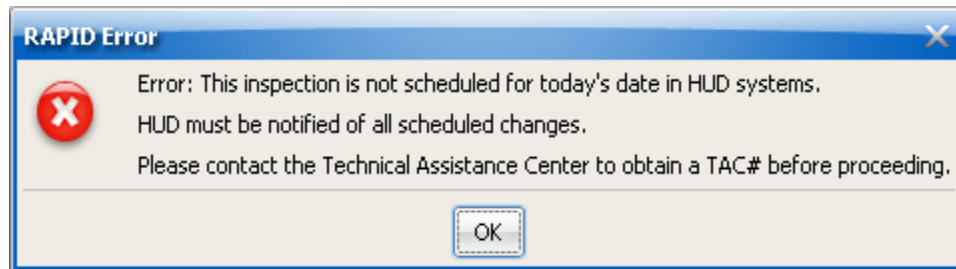 RAPID Error
Error: This inspection is not scheduled for today's date in HUD systems.
HUD must be notified of all scheduled changes.
Please contact the Technical Assistance Center to obtain a TAC# before proceeding.
OK